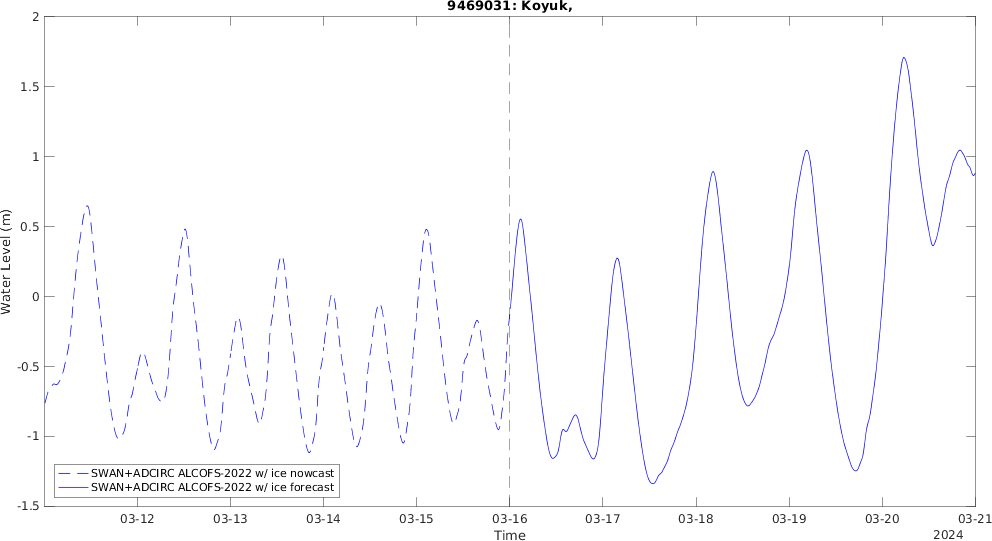 9469031: Koyuk,
2
1.5
1
0.5
0
-0.5
-1
-1.5
Water Level (m)
SWAN+ADCIRC ALCOFS-2022 w/ ice nowcast
SWAN+ADCIRC ALCOFS-2022 w/ ice forecast
03-12 03-13 03-14 03-15 03-16 03-17 03-18 03-19 03-20 03-21
Time
2024